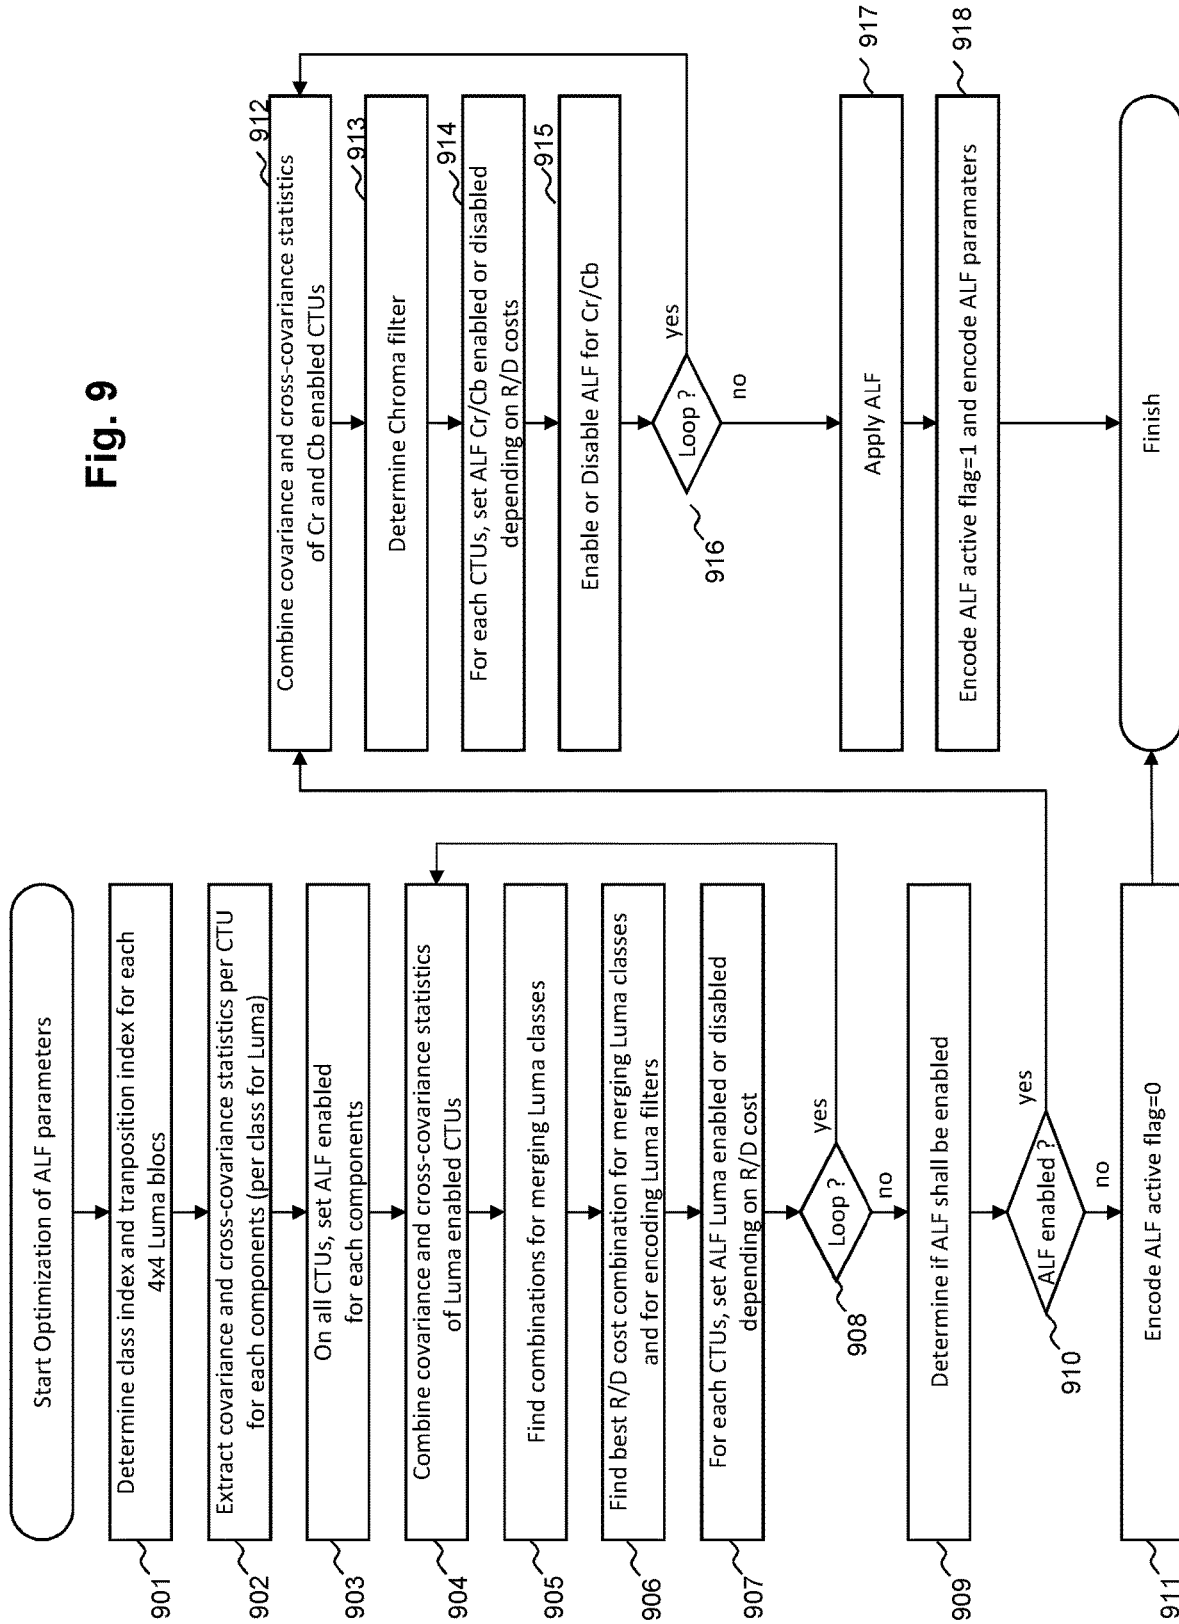 Fig. 9
Start Optimization of ALF parameters
901
Determine class index and tranposition index for each
4x4 Luma blocs
902
Extract covariance and cross-covariance statistics per CTU
for each components (per class for Luma)
903
On all CTUs, set ALF enabled
for each components
904
Combine covariance and cross-covariance statistics
of Luma enabled CTUs
905
Find combinations for merging Luma classes
906
Find best R/D cost combination for merging Luma classes
and for encoding Luma filters
907
For each CTUs, set ALF Luma enabled or disabled
depending on R/D cost
908
Loop ?
yes
no
909
Determine if ALF shall be enabled
910
ALF enabled ?
yes
no
911
Encode ALF active flag=0
912
Combine covariance and cross-covariance statistics
of Cr and Cb enabled CTUs
913
Determine Chroma filter
914
For each CTUs, set ALF Cr/Cb enabled or disabled
depending on R/D costs
915
Enable or Disable ALF for Cr/Cb
916
Loop ?
yes
no
917
Apply ALF
918
Encode ALF active flag=1 and encode ALF paramaters
Finish